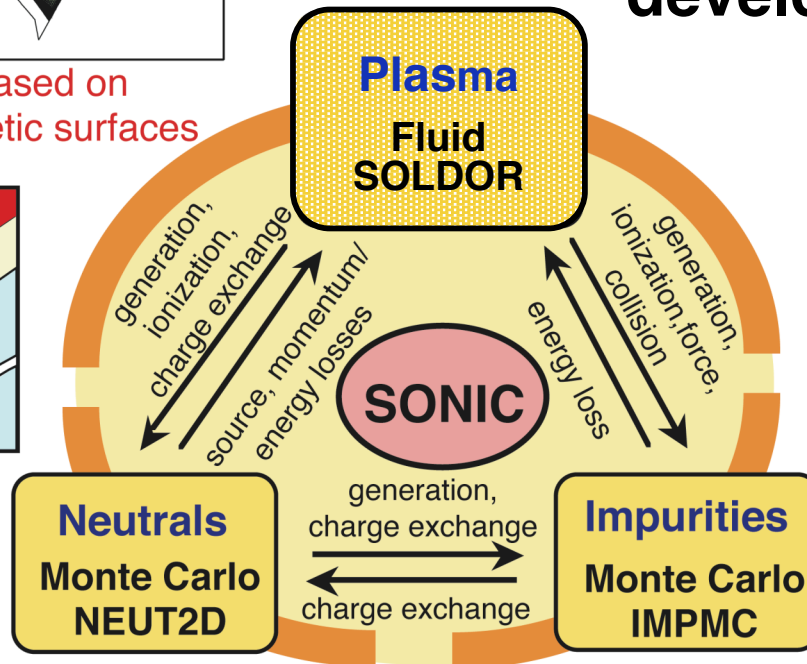 ased on
etic surfaces
Plasma
Fluid
SOLDOR
generation,
ionization,
charge exchange
source, momentum/
energy losses
SONIC
energy loss
generation,
ionization,force,
collision
generation,
charge exchange
charge exchange
Neutrals
Monte Carlo
NEUT2D
Impurities
Monte Carlo
IMPMC